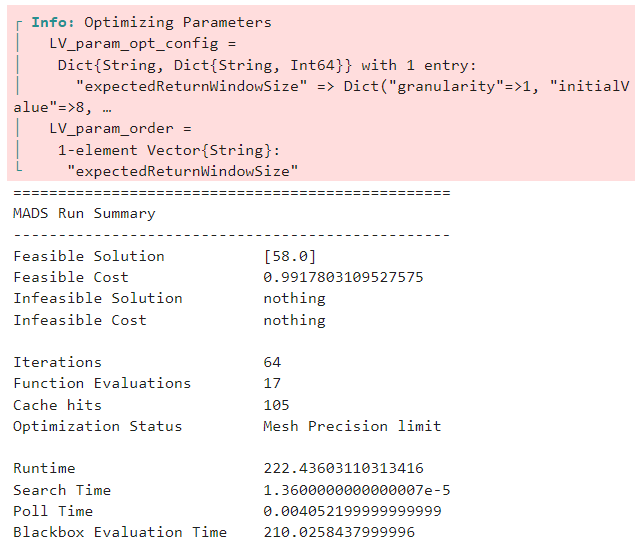 ┌ Info: Optimizing Parameters
│   LV_param_opt_config =
│    Dict{String, Dict{String, Int64}} with 1 entry:
│      "expectedReturnWindowSize" => Dict("granularity"=>1, "initialV
alue"=>8, …
│   LV_param_order =
│    1-element Vector{String}:
└     "expectedReturnWindowSize"
==================================================
MADS Run Summary
--------------------------------------------------
Feasible Solution           [58.0]
Feasible Cost               0.9917803109527575
Infeasible Solution         nothing
Infeasible Cost             nothing
Iterations                  64
Function Evaluations        17
Cache hits                  105
Optimization Status         Mesh Precision limit
Runtime                     222.43603110313416
Search Time                 1.3600000000000007e-5
Poll Time                   0.004052199999999999
Blackbox Evaluation Time    210.0258437999996